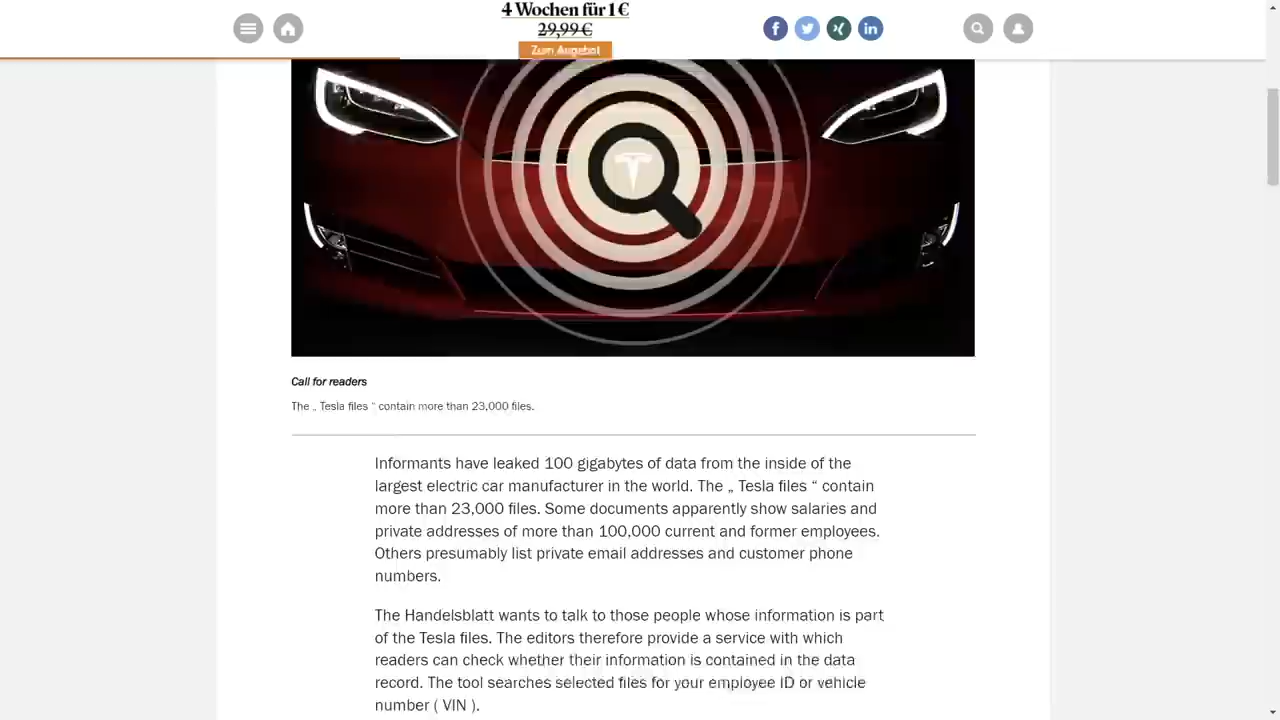 4 Wochen für 1 €
29,99 €
Zum Angebot
Call for readers
The „ Tesla files “ contain more than 23,000 files.
Informants have leaked 100 gigabytes of data from the inside of the
largest electric car manufacturer in the world. The „ Tesla files “ contain
more than 23,000 files. Some documents apparently show salaries and
private addresses of more than 100,000 current and former employees.
Others presumably list private email addresses and customer phone
numbers.
The Handelsblatt wants to talk to those people whose information is part
of the Tesla files. The editors therefore provide a service with which
readers can check whether their information is contained in the data
record. The tool searches selected files for your employee ID or vehicle
number ( VIN ).